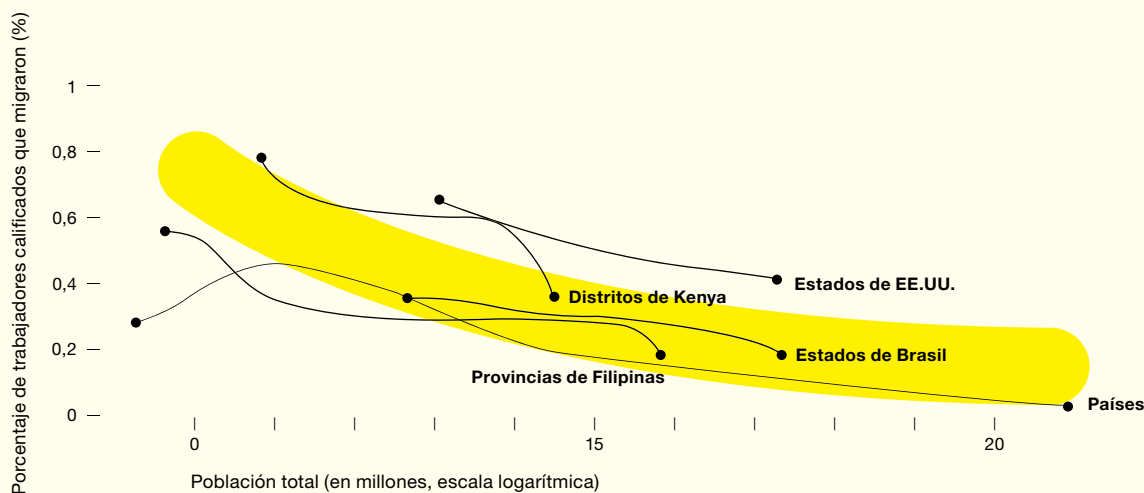 Porcentaje de trabajadores calificados que migraron (%)
1
0,8
0,6
0,4
0,2
0
Estados de EE.UU.
Distritos de Kenya
Estados de Brasil
Provincias de Filipinas
Países
0
15
20
Población total (en millones, escala logarítmica)